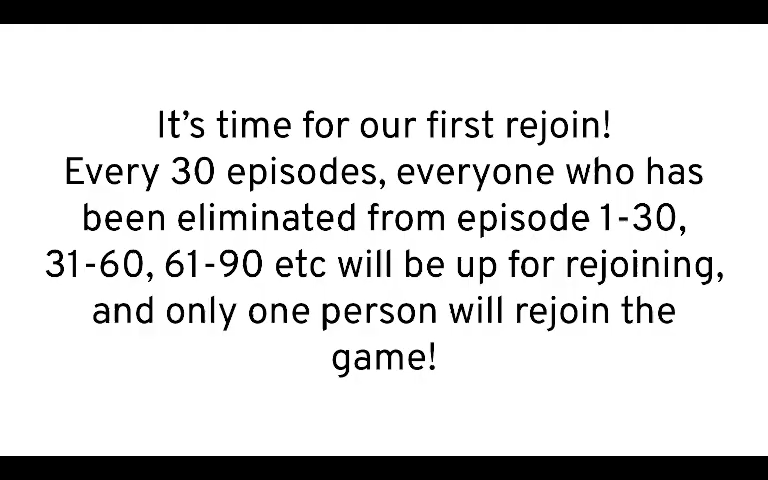 It’s time for our first rejoin!
Every 30 episodes, everyone who has
been eliminated from episode 1-30,
31-60, 61-90 etc will be up for rejoining,
and only one person will rejoin the
game!